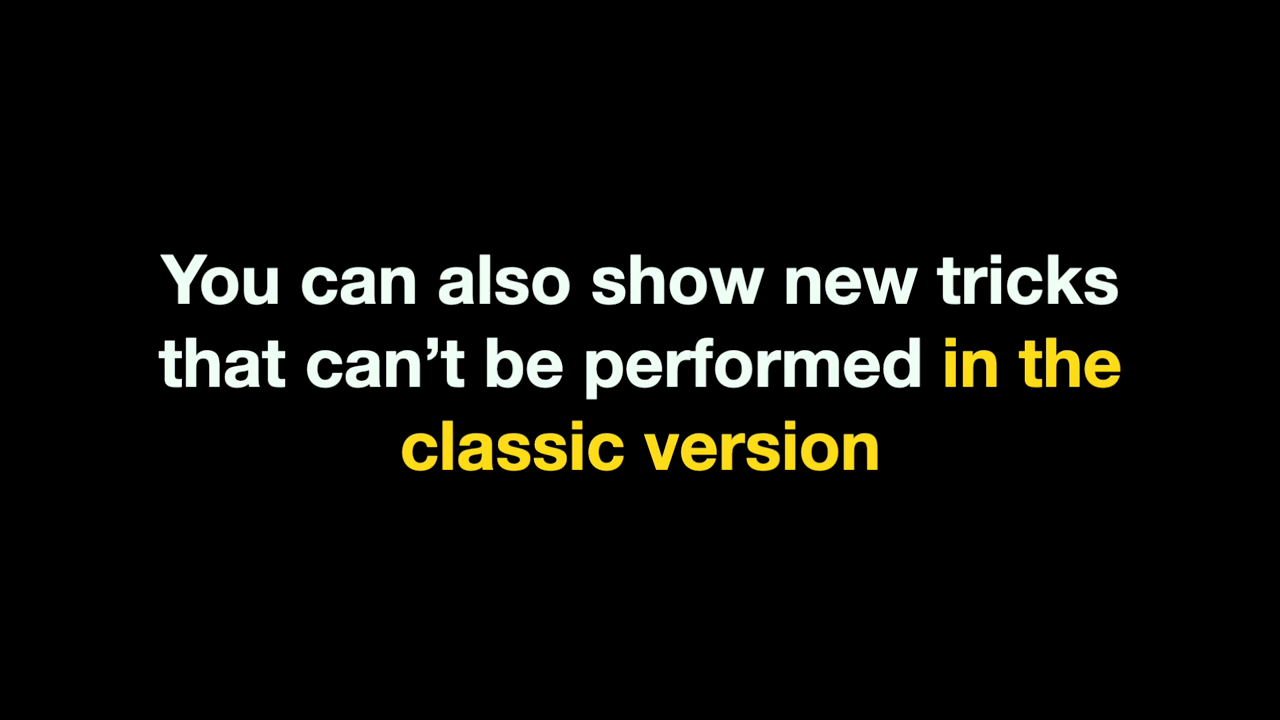 You can also show new tricks
that can’t be performed in the
classic version